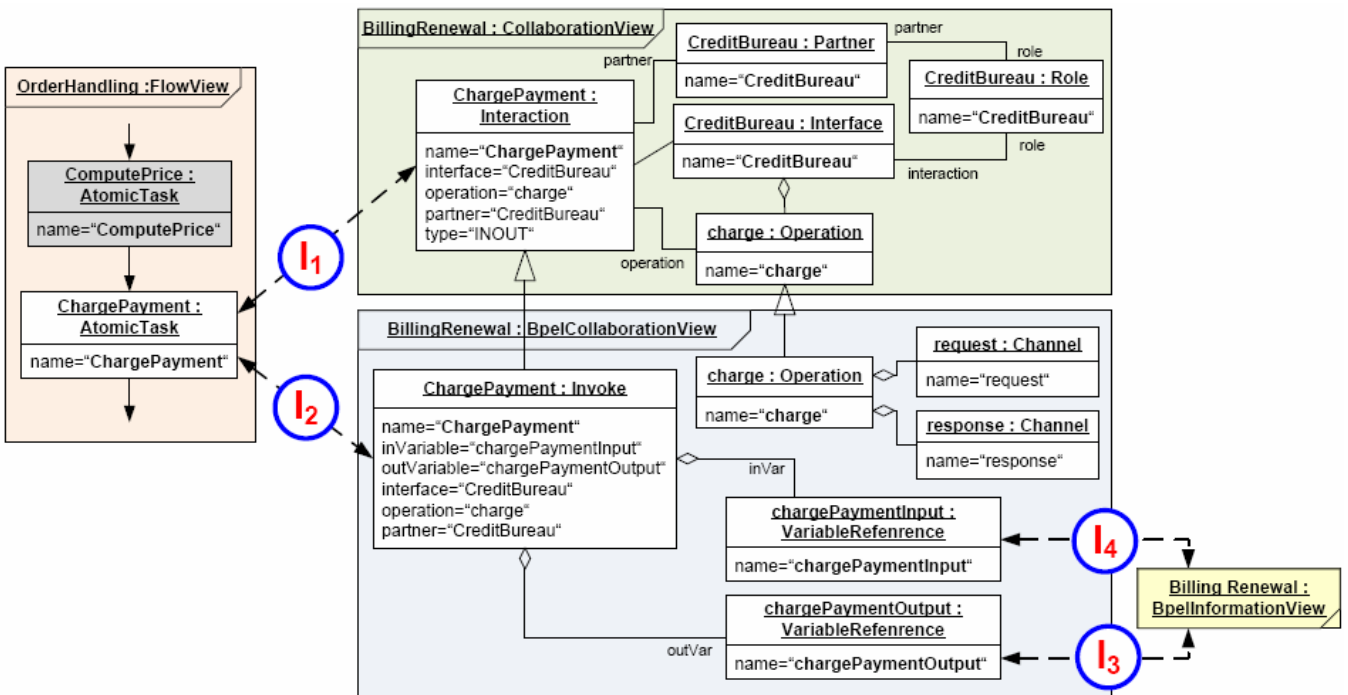 OrderHandling :FlowView
ComputePrice :
AtomicTask
name="ComputePrice"
ChargePayment :
AtomicTask
name="ChargePayment"
I1
I2
BillingRenewal : CollaborationView
ChargePayment :
Interaction
name="ChargePayment"
interface="CreditBureau"
operation="charge"
partner="CreditBureau"
type="INOUT"
partner
CreditBureau : Partner
name="CreditBureau"
partner
role
CreditBureau : Role
name="CreditBureau"
role
CreditBureau : Interface
name="CreditBureau"
interaction
operation
charge : Operation
name="charge"
BillingRenewal : BpelCollaborationView
ChargePayment : Invoke
name="ChargePayment"
inVariable="chargePaymentInput"
outVariable="chargePaymentOutput"
interface="CreditBureau"
operation="charge"
partner="CreditBureau"
charge : Operation
name="charge"
request : Channel
name="request"
response : Channel
name="response"
inVar
chargePaymentInput :
VariableRefenrence
name="chargePaymentInput"
outVar
chargePaymentOutput :
VariableRefenrence
name="chargePaymentOutput"
I4
I3
Billing Renewal :
BpelInformationView